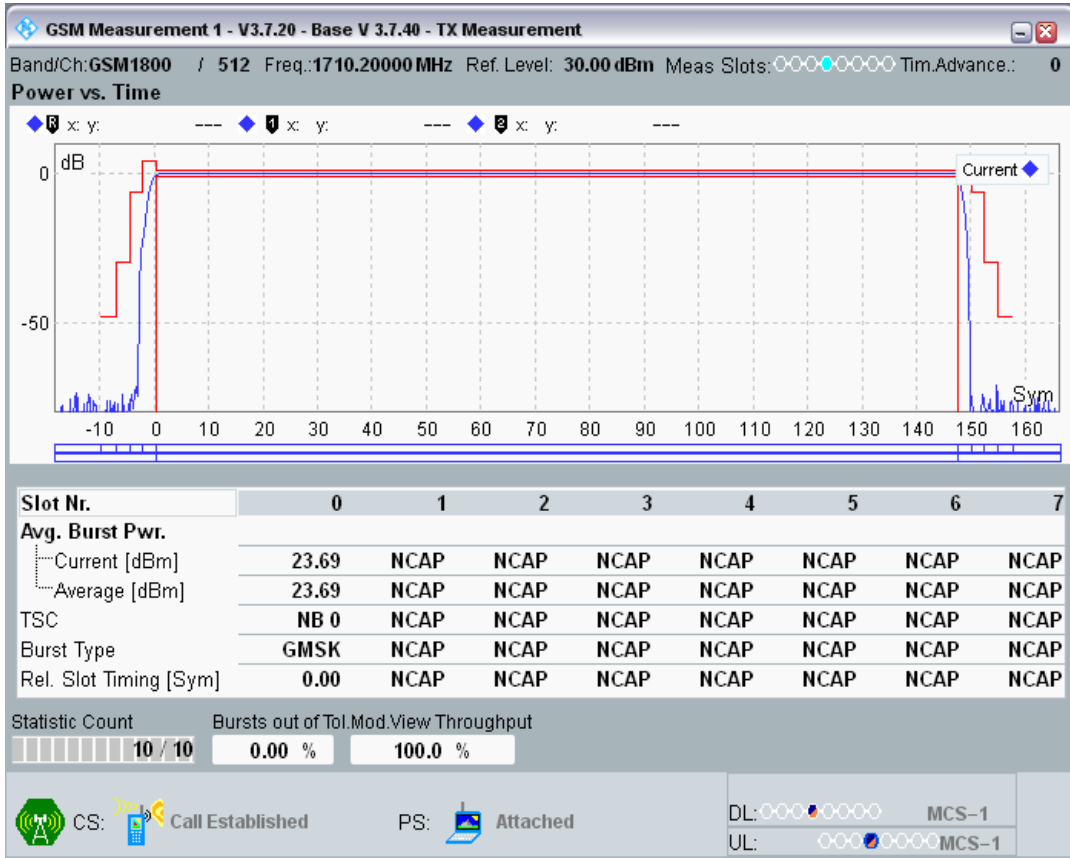 GSM Measurement 1 - V3.7.20 - Base V 3.7.40 - TX Measurement
Band/Ch:GSM1800 / 512 Freq.:1710.20000 MHz Ref. Level: 30.00 dBm Meas Slots: Tim.Advance.: 0
Power vs. Time
R x: y: --- 1 x: y: --- 2 x: y: ---
dB
Current
0
-50
Sym
-10 0 10 20 30 40 50 60 70 80 90 100 110 120 130 140 150 160
Slot Nr. 0 1 2 3 4 5 6 7
Avg. Burst Pwr.
Current [dBm] 23.69 NCAP NCAP NCAP NCAP NCAP NCAP NCAP
Average [dBm] 23.69 NCAP NCAP NCAP NCAP NCAP NCAP NCAP
TSC NB 0 NCAP NCAP NCAP NCAP NCAP NCAP NCAP
Burst Type GMSK NCAP NCAP NCAP NCAP NCAP NCAP NCAP
Rel. Slot Timing [Sym] 0.00 NCAP NCAP NCAP NCAP NCAP NCAP NCAP
Statistic Count Bursts out of Tol. Mod.View Throughput
10 / 10 0.00 % 100.0 %
CS: Call Established PS: Attached
DL: MCS-1
UL: MCS-1